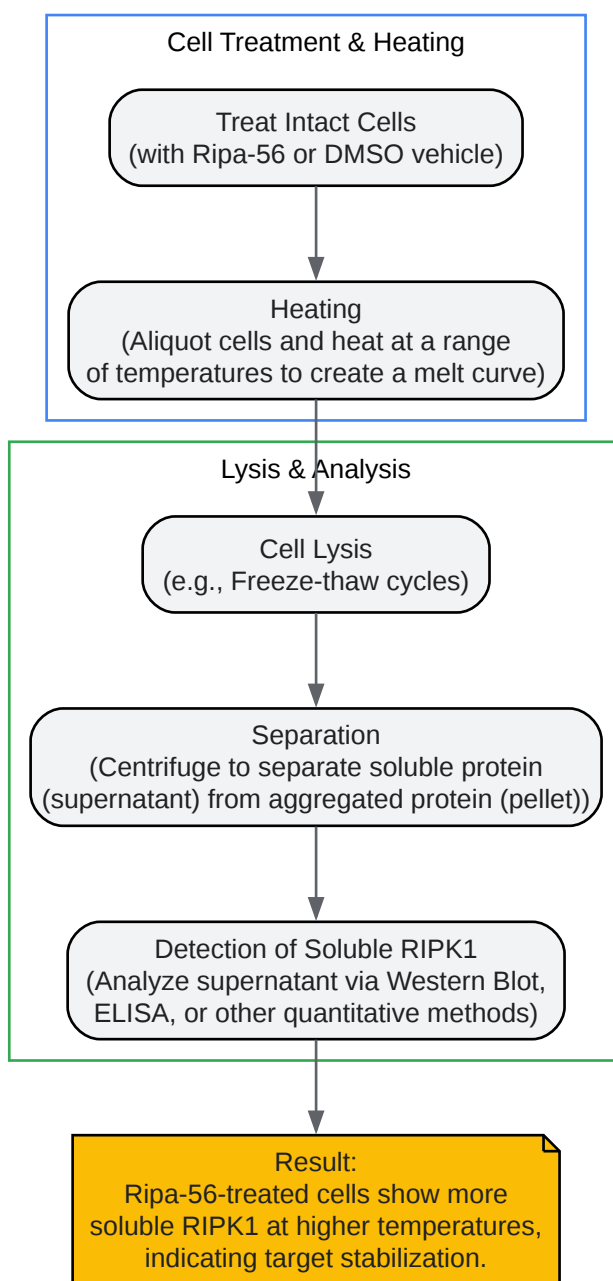 Cell Treatment & Heating
Treat Intact Cells
(with Ripa-56 or DMSO vehicle)
Heating
(Aliquot cells and heat at a range
of temperatures to create a melt curve)
Lysis & Analysis
Cell Lysis
(e.g., Freeze-thaw cycles)
Separation
(Centrifuge to separate soluble protein
(supernatant) from aggregated protein (pellet))
Detection of Soluble RIPK1
(Analyze supernatant via Western Blot,
ELISA, or other quantitative methods)
Result:
Ripa-56-treated cells show more
soluble RIPK1 at higher temperatures,
indicating target stabilization.